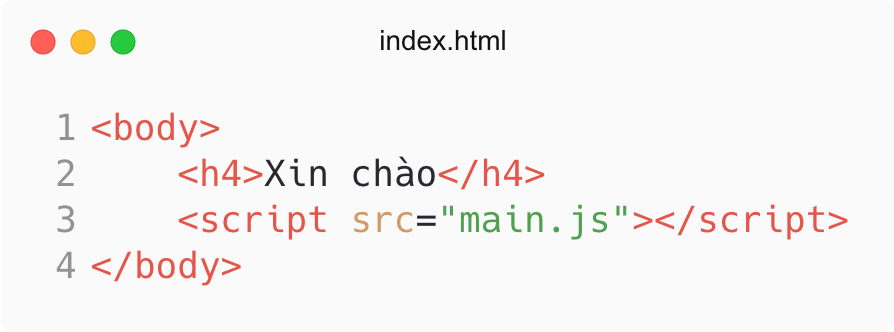 index.html
1 <body>
2     <h4>Xin chào</h4>
3     <script src="main.js"></script>
4 </body>